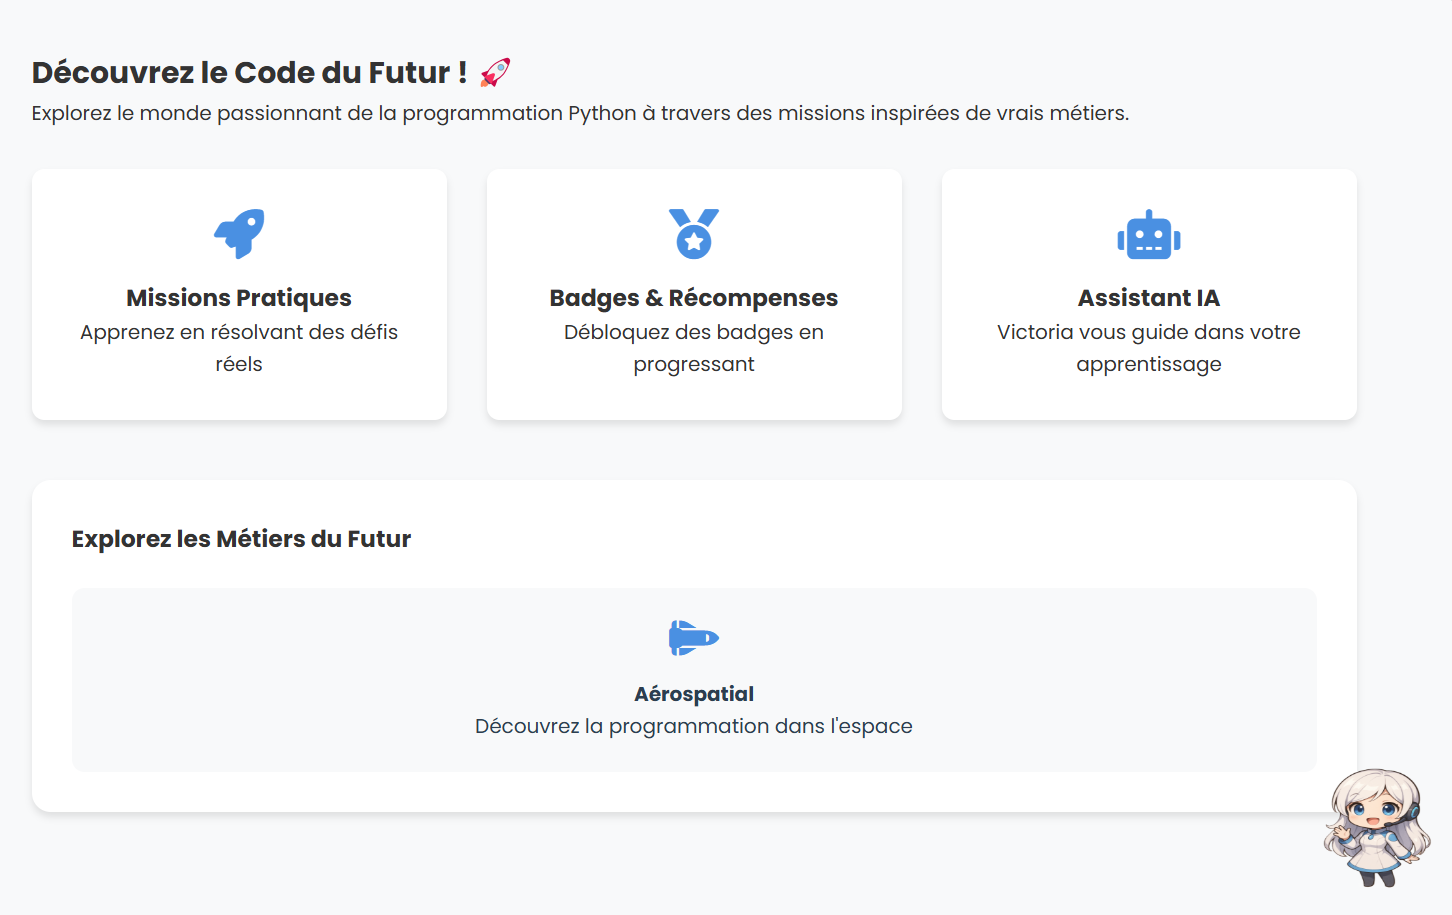 Découvrez le Code du Futur ! 🚀
Explorez le monde passionnant de la programmation Python à travers des missions inspirées de vrais métiers.
Missions Pratiques
Apprenez en résolvant des défis
réels
Badges & Récompenses
Débloquez des badges en
progressant
Assistant IA
Victoria vous guide dans votre
apprentissage
Explorez les Métiers du Futur
Aérospatial
Découvrez la programmation dans l'espace